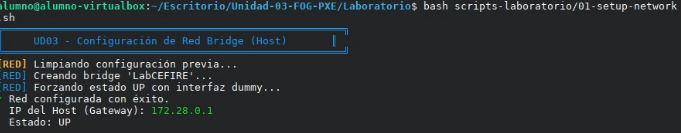 alumno@alumno-virtualbox:~/Escritorio/Unidad-03-FOG-PXE/Laboratorio$ bash scripts-laboratorio/01-setup-network
.sh
UD03 - Configuración de Red Bridge (Host)
[RED] Limpiando configuración previa...
[RED] Creando bridge 'LabCEFIRE'...
[RED] Forzando estado UP con interfaz dummy...
Red configurada con éxito.
IP del Host (Gateway): 172.28.0.1
Estado: UP